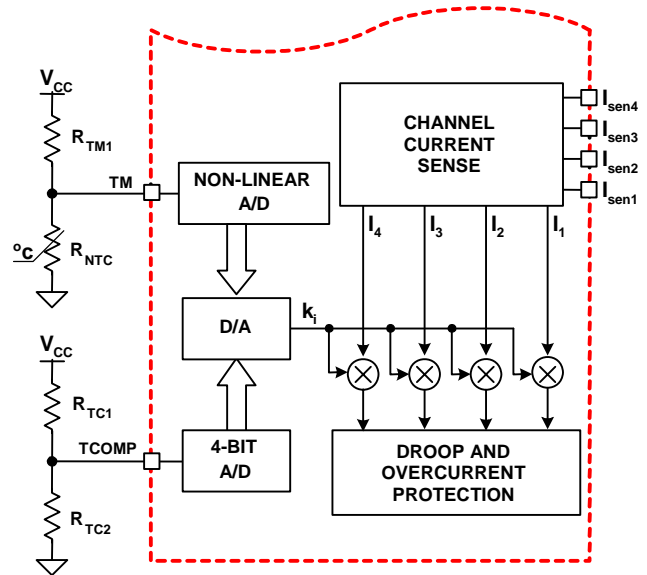 VCC
RTM1
TM
oc
RNTC
VCC
RTC1
TCOMP
RTC2
NON-LINEAR
A/D
D/A
4-BIT
A/D
CHANNEL
CURRENT
SENSE
Isen4
Isen3
Isen2
Isen1
I4
I3
I2
I1
ki
DROOP AND
OVERCURRENT
PROTECTION